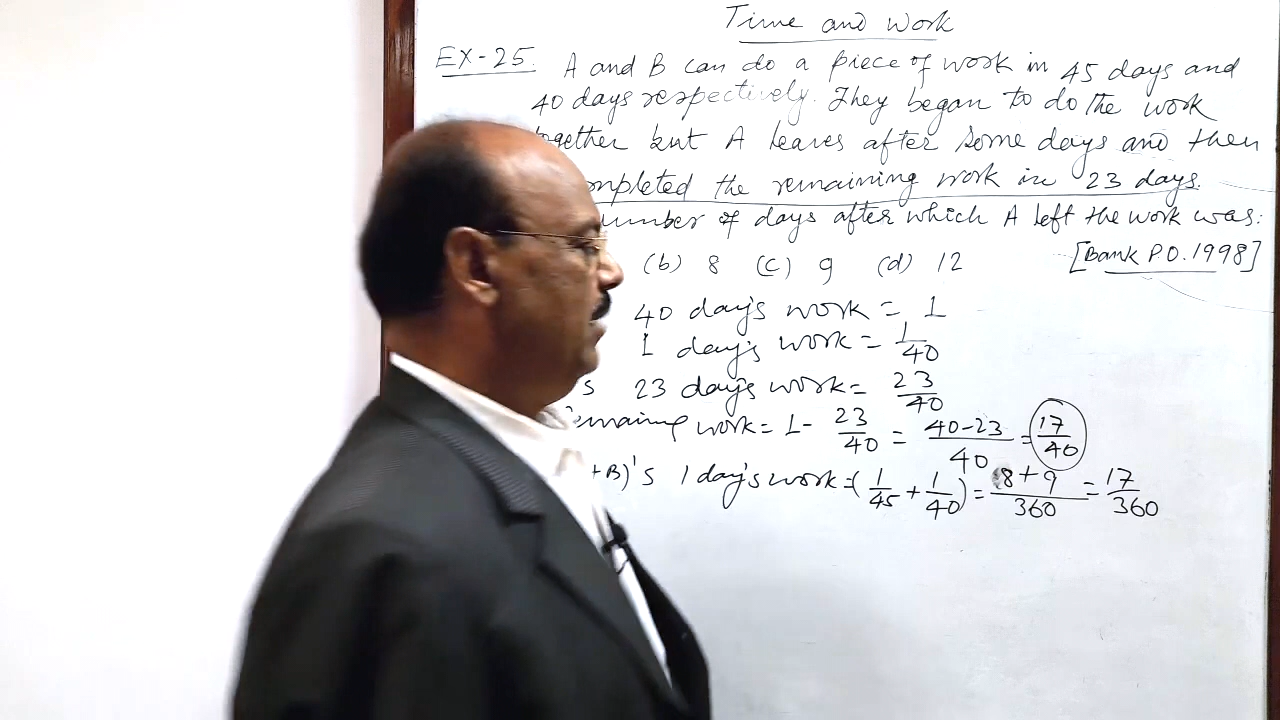 Time and work
EX-25. A and B can do a piece of work in 45 days and
40 days respectively. They began to do the work
together but A leaves after some days and then
completed the remaining work in 23 days.
number of days after which A left the work was:
(b) 8 (c) 9 (d) 12 [Bank P.O. 1998]
40 day's work = 1
1 day's work = 1/40
's 23 day's work = 23/40
Remaining work = 1 - 23/40 = 40-23/40 = 17/40
+B)'s 1 day's work = (1/45 + 1/40) = 8+9/360 = 17/360